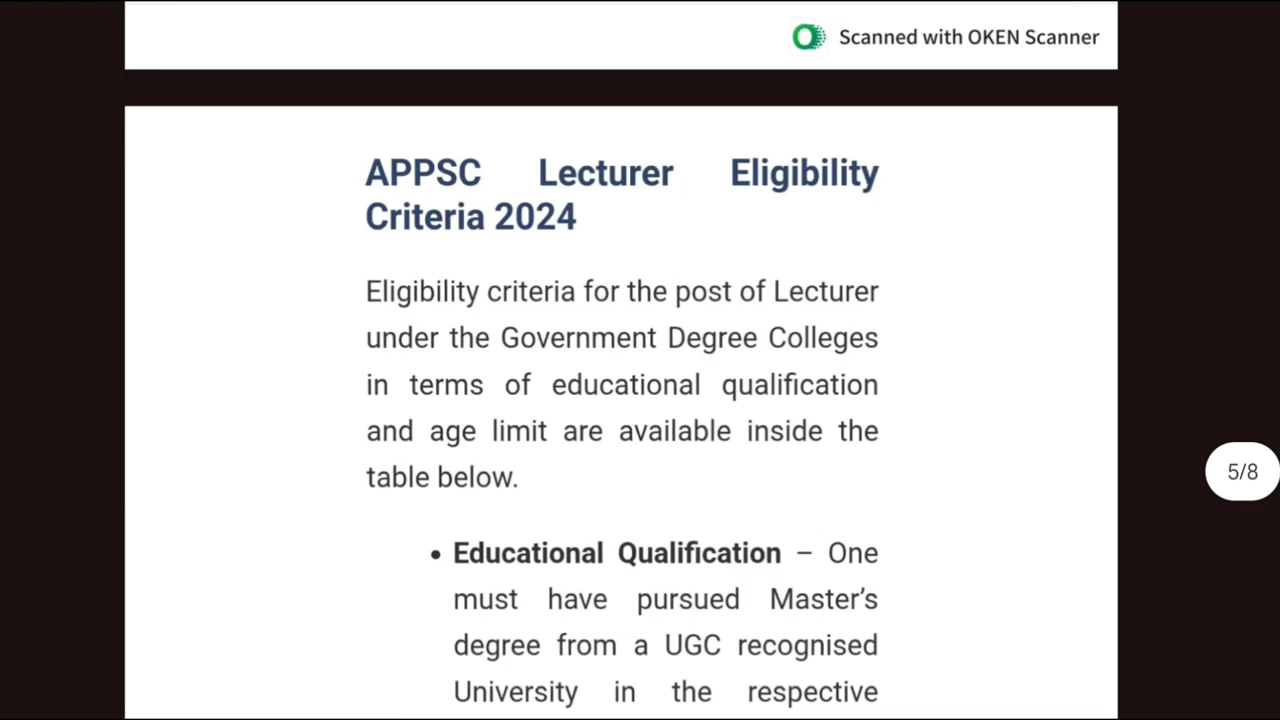 Scanned with OKEN Scanner
APPSC Lecturer Eligibility
Criteria 2024
Eligibility criteria for the post of Lecturer
under the Government Degree Colleges
in terms of educational qualification
and age limit are available inside the
table below.
5/8
• Educational Qualification – One
must have pursued Master’s
degree from a UGC recognised
University in the respective